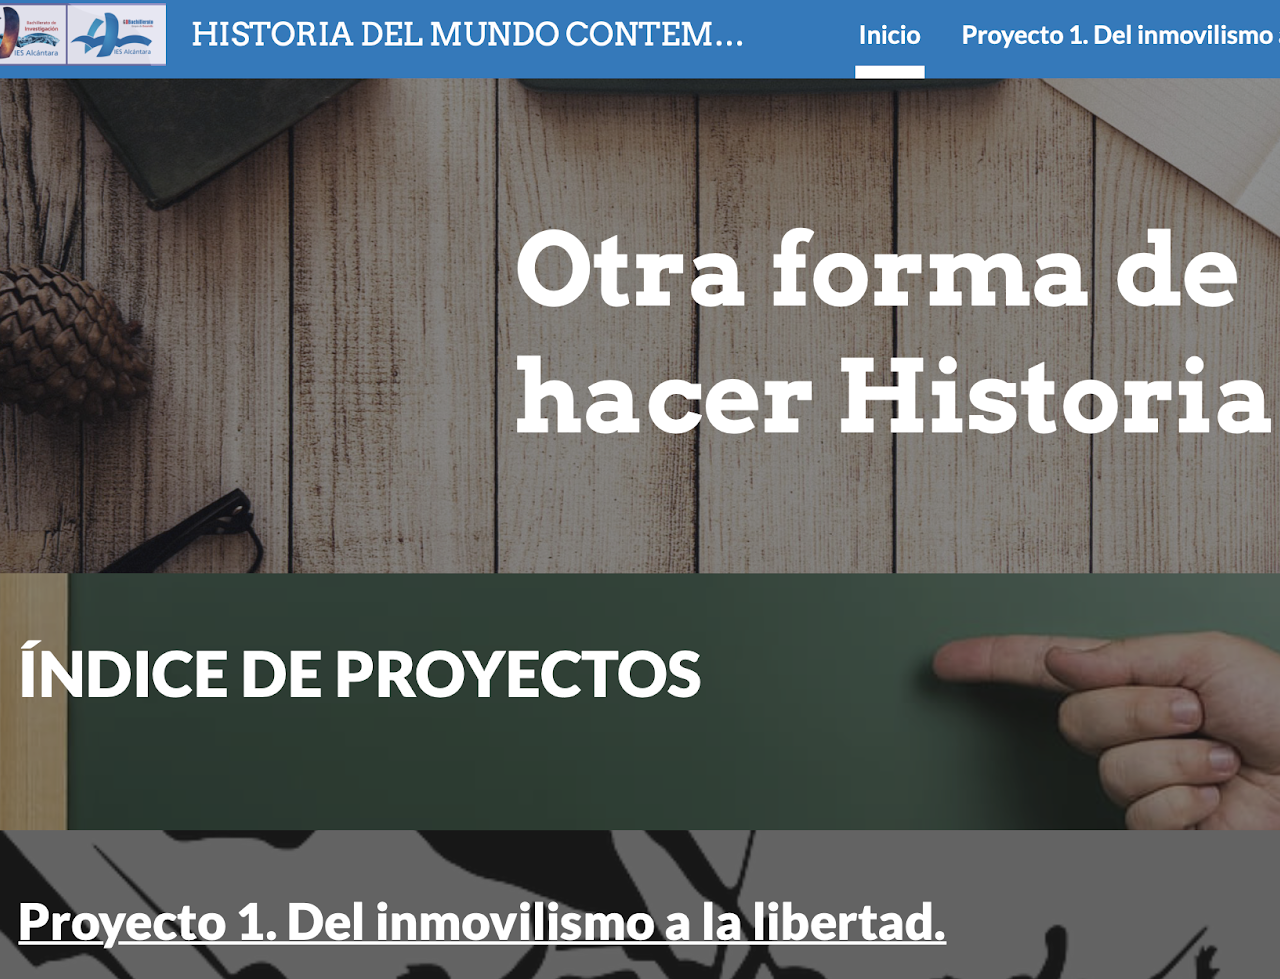 Bachillerato de
Investigación
IES Alcántara
Bachillerato
IES Alcántara
HISTORIA DEL MUNDO CONTEM...
Inicio
Proyecto 1. Del inmovilismo
Otra forma de
hacer Historia
ÍNDICE DE PROYECTOS
Proyecto 1. Del inmovilismo a la libertad.